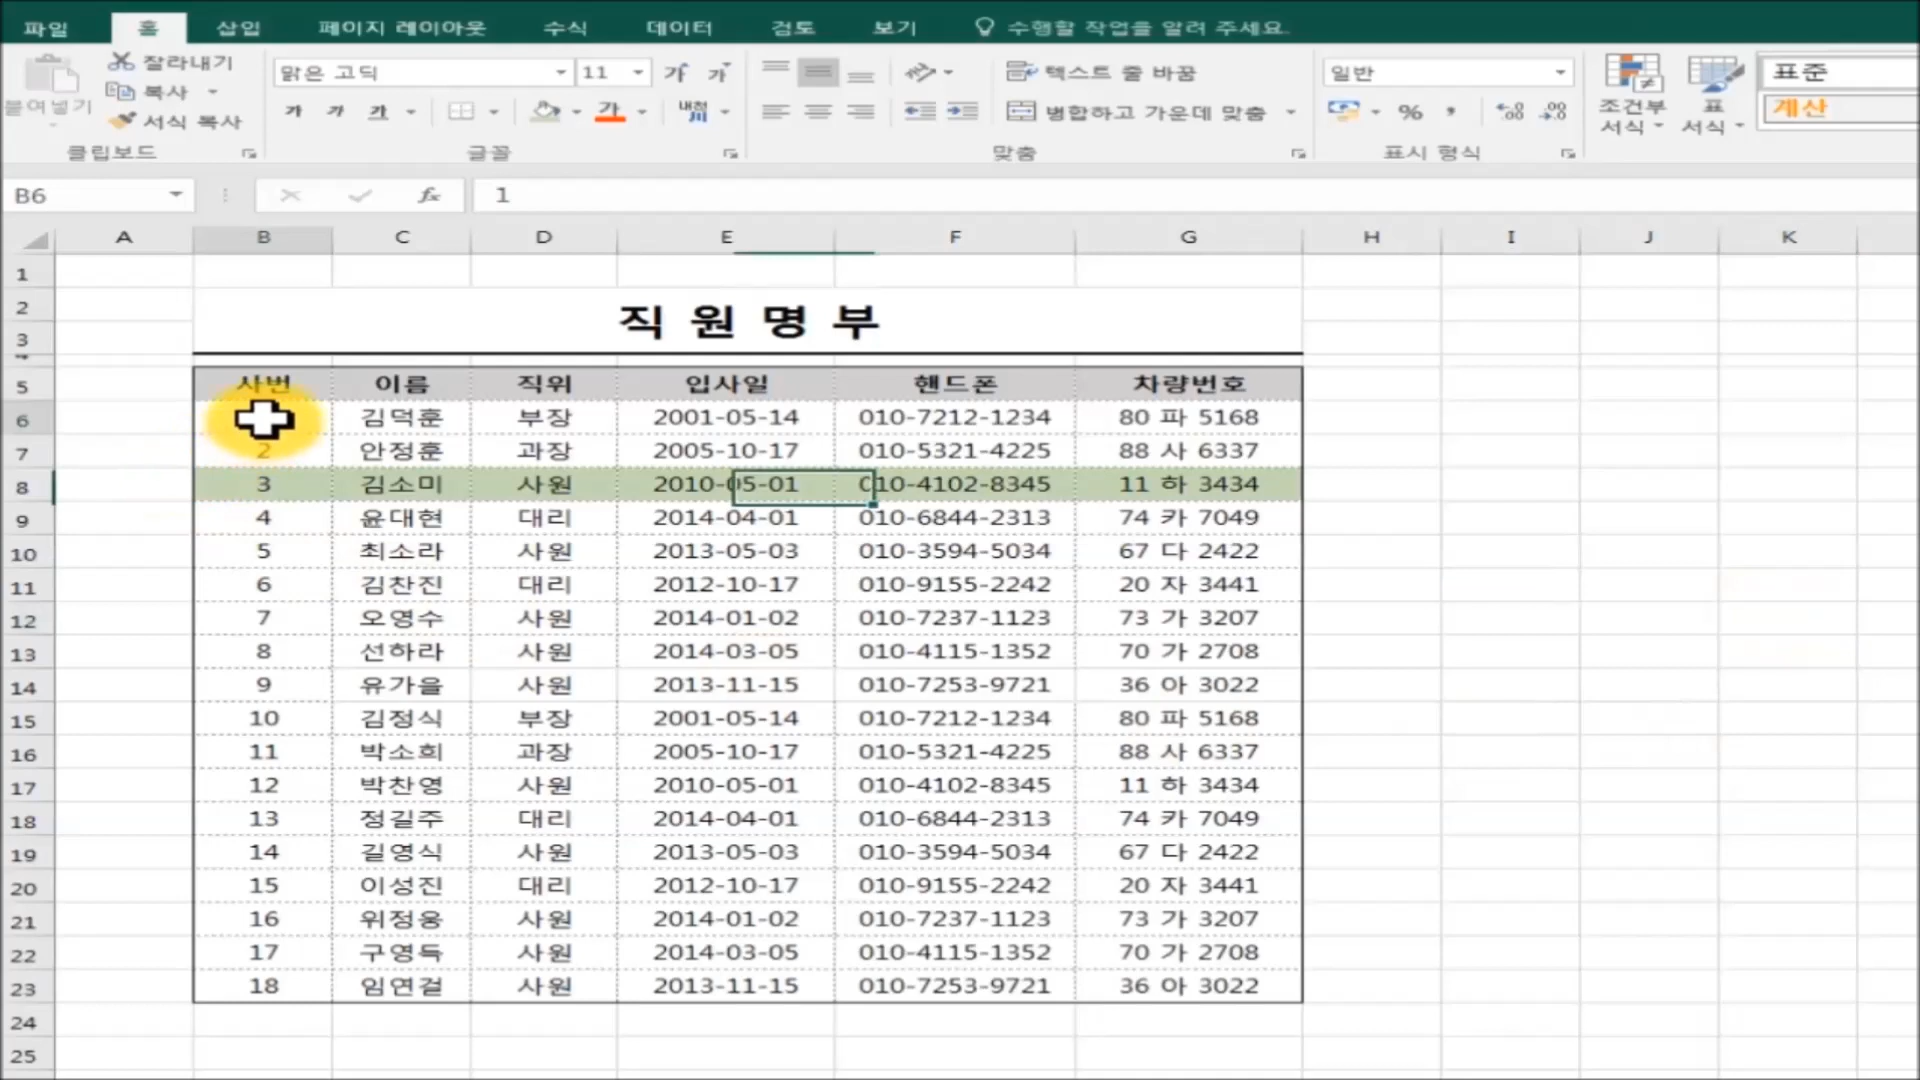 파일 홈 삽입 페이지 레이아웃 수식 데이터 검토 보기 수행할 작업을 알려 주세요.
붙여넣기 잘라내기 복사 서식 복사 클립보드
맑은 고딕 11 가 가
가 가 가 가 내천 川 글꼴
텍스트 줄 바꿈
병합하고 가운데 맞춤
맞춤
일반
% , .00
표시 형식
조건부 서식 표 서식
표준
계산
B6 fx 1
A B C D E F G H I J K
1
2
직 원 명 부
3
5 사번 이름 직위 입사일 핸드폰 차량번호
6 김덕훈 부장 2001-05-14 010-7212-1234 80 파 5168
7 2 안정훈 과장 2005-10-17 010-5321-4225 88 사 6337
8 3 김소미 사원 2010-05-01 010-4102-8345 11 하 3434
9 4 윤대현 대리 2014-04-01 010-6844-2313 74 카 7049
10 5 최소라 사원 2013-05-03 010-3594-5034 67 다 2422
11 6 김찬진 대리 2012-10-17 010-9155-2242 20 자 3441
12 7 오영수 사원 2014-01-02 010-7237-1123 73 가 3207
13 8 선하라 사원 2014-03-05 010-4115-1352 70 가 2708
14 9 유가을 사원 2013-11-15 010-7253-9721 36 아 3022
15 10 김정식 부장 2001-05-14 010-7212-1234 80 파 5168
16 11 박소희 과장 2005-10-17 010-5321-4225 88 사 6337
17 12 박찬영 사원 2010-05-01 010-4102-8345 11 하 3434
18 13 정길주 대리 2014-04-01 010-6844-2313 74 카 7049
19 14 길영식 사원 2013-05-03 010-3594-5034 67 다 2422
20 15 이성진 대리 2012-10-17 010-9155-2242 20 자 3441
21 16 위정웅 사원 2014-01-02 010-7237-1123 73 가 3207
22 17 구영득 사원 2014-03-05 010-4115-1352 70 가 2708
23 18 임연걸 사원 2013-11-15 010-7253-9721 36 아 3022
24
25